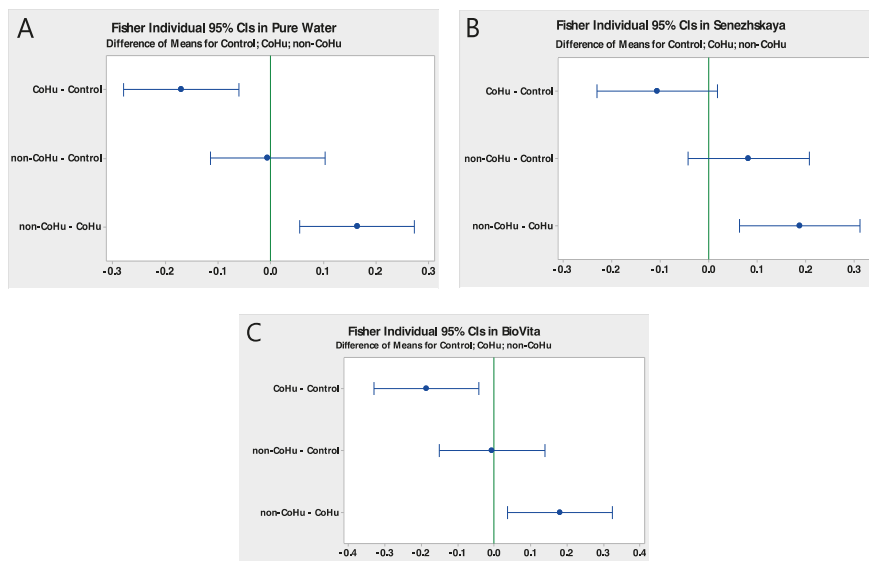 A
Fisher Individual 95% CIs in Pure Water
Difference of Means for Control; CoHu; non-CoHu
CoHu - Control
non-CoHu - Control
non-CoHu - CoHu
-0.3 -0.2 -0.1 0.0 0.1 0.2 0.3
B
Fisher Individual 95% CIs in Senezhskaya
Difference of Means for Control; CoHu; non-CoHu
CoHu - Control
non-CoHu - Control
non-CoHu - CoHu
-0.3 -0.2 -0.1 0.0 0.1 0.2 0.3
C
Fisher Individual 95% CIs in BioVita
Difference of Means for Control; CoHu; non-CoHu
CoHu - Control
non-CoHu - Control
non-CoHu - CoHu
-0.4 -0.3 -0.2 -0.1 0.0 0.1 0.2 0.3 0.4